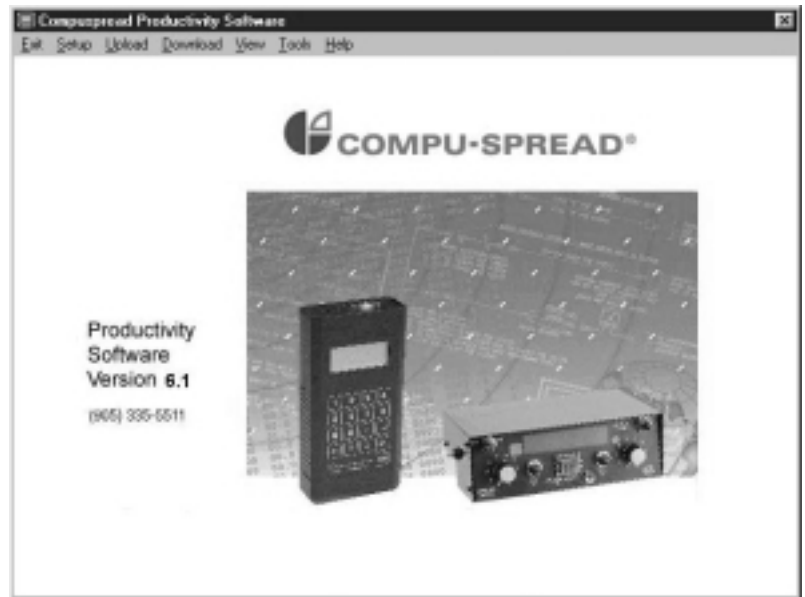 Compuspread Productivity Software
Exit Setup Upload Download View Tools Help
COMPU-SPREAD®
Productivity
Software
Version 6.1
(905) 335-5511